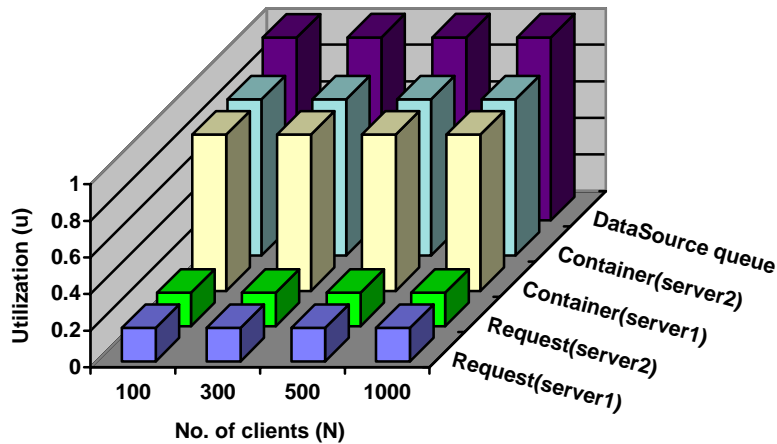 1
0.8
0.6
0.4
0.2
0
Utilization (u)
100 300 500 1000
No. of clients (N)
DataSource queue
Container(server2)
Container(server1)
Request(server2)
Request(server1)